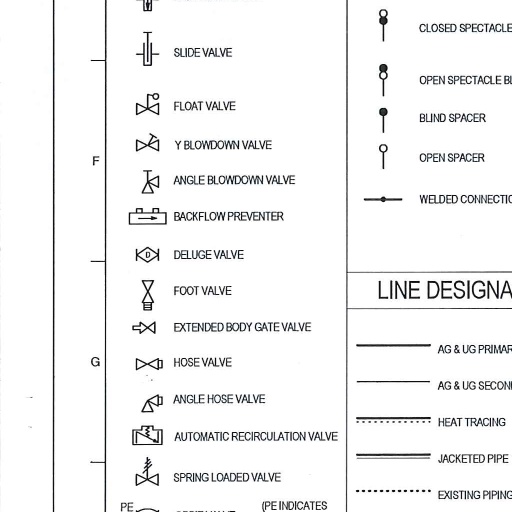 SLIDE VALVE
FLOAT VALVE
F
Y BLOWDOWN VALVE
ANGLE BLOWDOWN VALVE
BACKFLOW PREVENTER
D
DELUGE VALVE
FOOT VALVE
EXTENDED BODY GATE VALVE
G
HOSE VALVE
ANGLE HOSE VALVE
AUTOMATIC RECIRCULATION VALVE
SPRING LOADED VALVE
PE
(PE INDICATES
CLOSED SPECTACLE
OPEN SPECTACLE BL
BLIND SPACER
OPEN SPACER
WELDED CONNECTIO
LINE DESIGNA
AG & UG PRIMAR
AG & UG SECON
HEAT TRACING
JACKETED PIPE
EXISTING PIPING